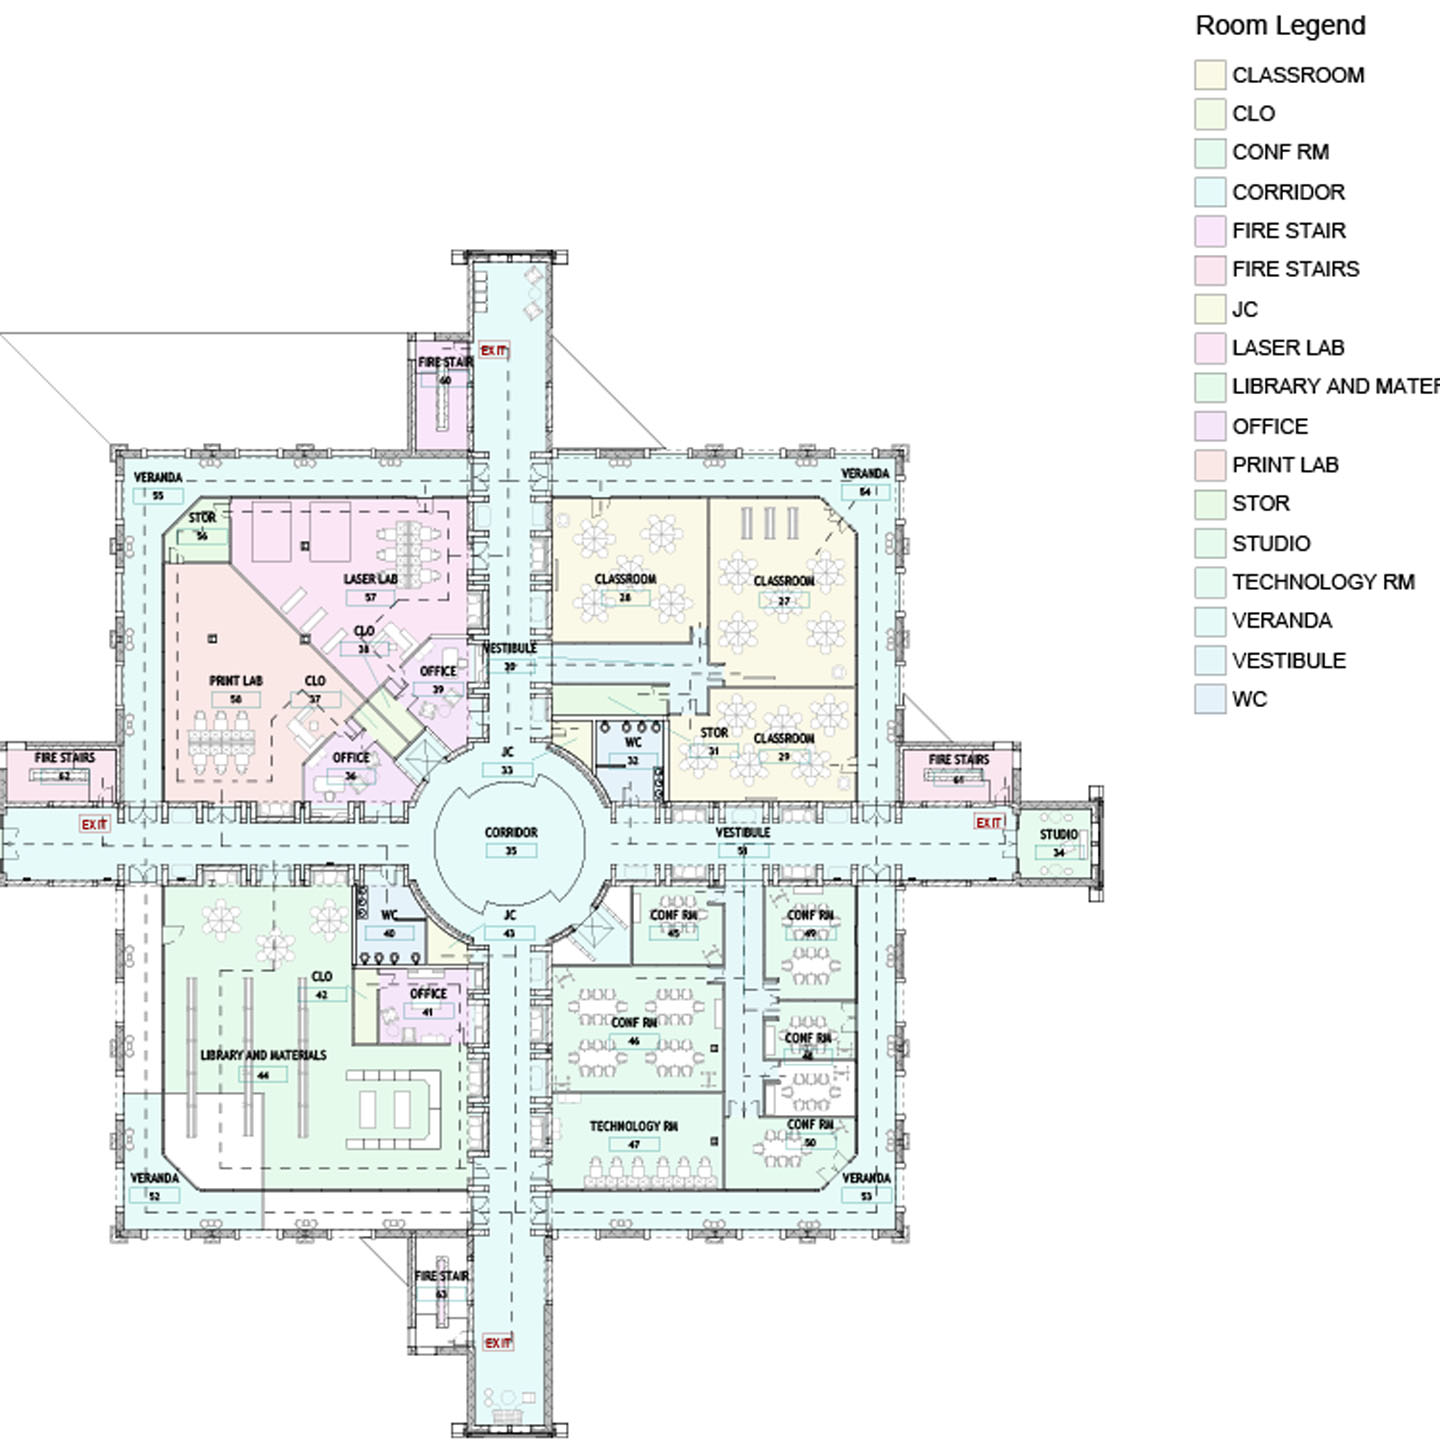 Room Legend
CLASSROOM
CLO
CONF RM
CORRIDOR
FIRE STAIR
FIRE STAIRS
JC
LASER LAB
LIBRARY AND MATER
OFFICE
PRINT LAB
STOR
STUDIO
TECHNOLOGY RM
VERANDA
VESTIBULE
WC
EXIT
FIRE STAIR
60
VERANDA
55
VERANDA
54
STOR
56
LASER LAB
57
CLASSROOM
28
CLASSROOM
27
CLO
38
VESTIBULE
30
OFFICE
39
PRINT LAB
58
CLO
37
STOR
31
CLASSROOM
29
WC
32
JC
33
OFFICE
36
FIRE STAIRS
62
FIRE STAIRS
61
EXIT
EXIT
CORRIDOR
35
VESTIBULE
51
STUDIO
34
WC
40
JC
43
CONF RM
45
CONF RM
49
CLO
42
OFFICE
41
CONF RM
46
CONF RM
48
LIBRARY AND MATERIALS
44
TECHNOLOGY RM
47
CONF RM
50
VERANDA
52
VERANDA
53
FIRE STAIR
63
EXIT